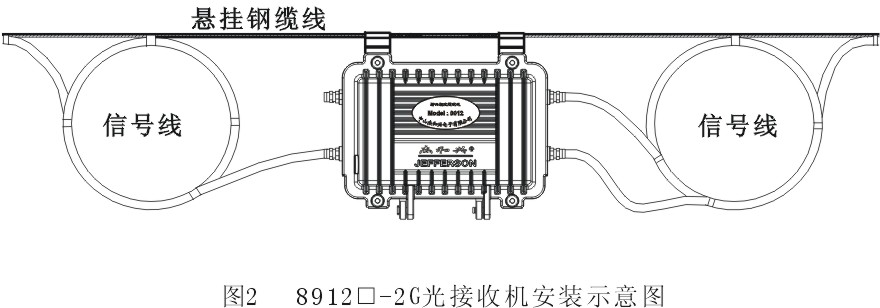 悬挂钢缆线
信号线
信号线
Model : 8912
JEFFERSON
图2 8912□-2G光接收机安装示意图